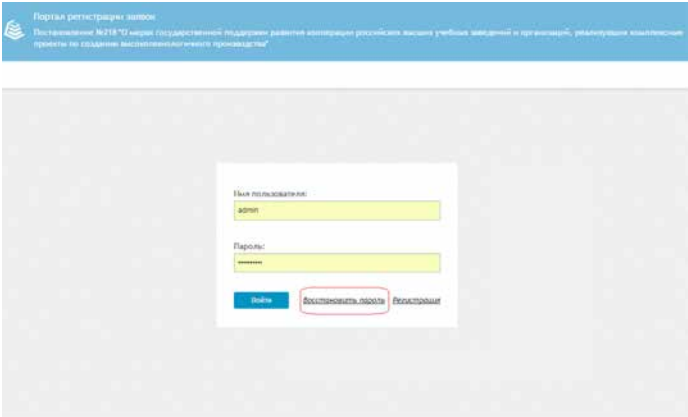 Портал регистрации заявок
Постановление №218 "О мерах государственной поддержки развития кооперации российских высших учебных заведений и организаций, реализующих комплексные
проекты по созданию высокотехнологичного производства"
Имя пользователя:
admin
Пароль:
•••••••••
Войти Восстановить пароль Регистрация